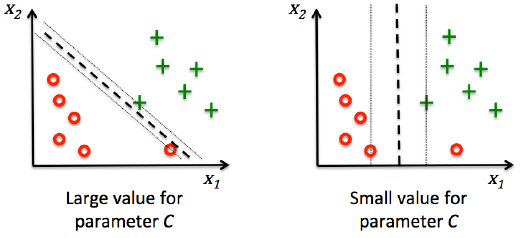 x2
x1
Large value for
parameter C
x2
x1
Small value for
parameter C